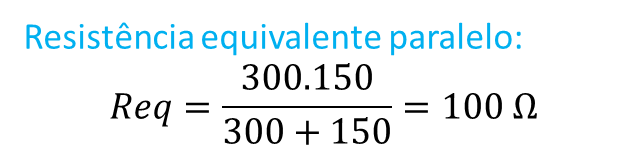 Resistência equivalente paralelo:
Req = 300.150 / 300 + 150 = 100 Ω